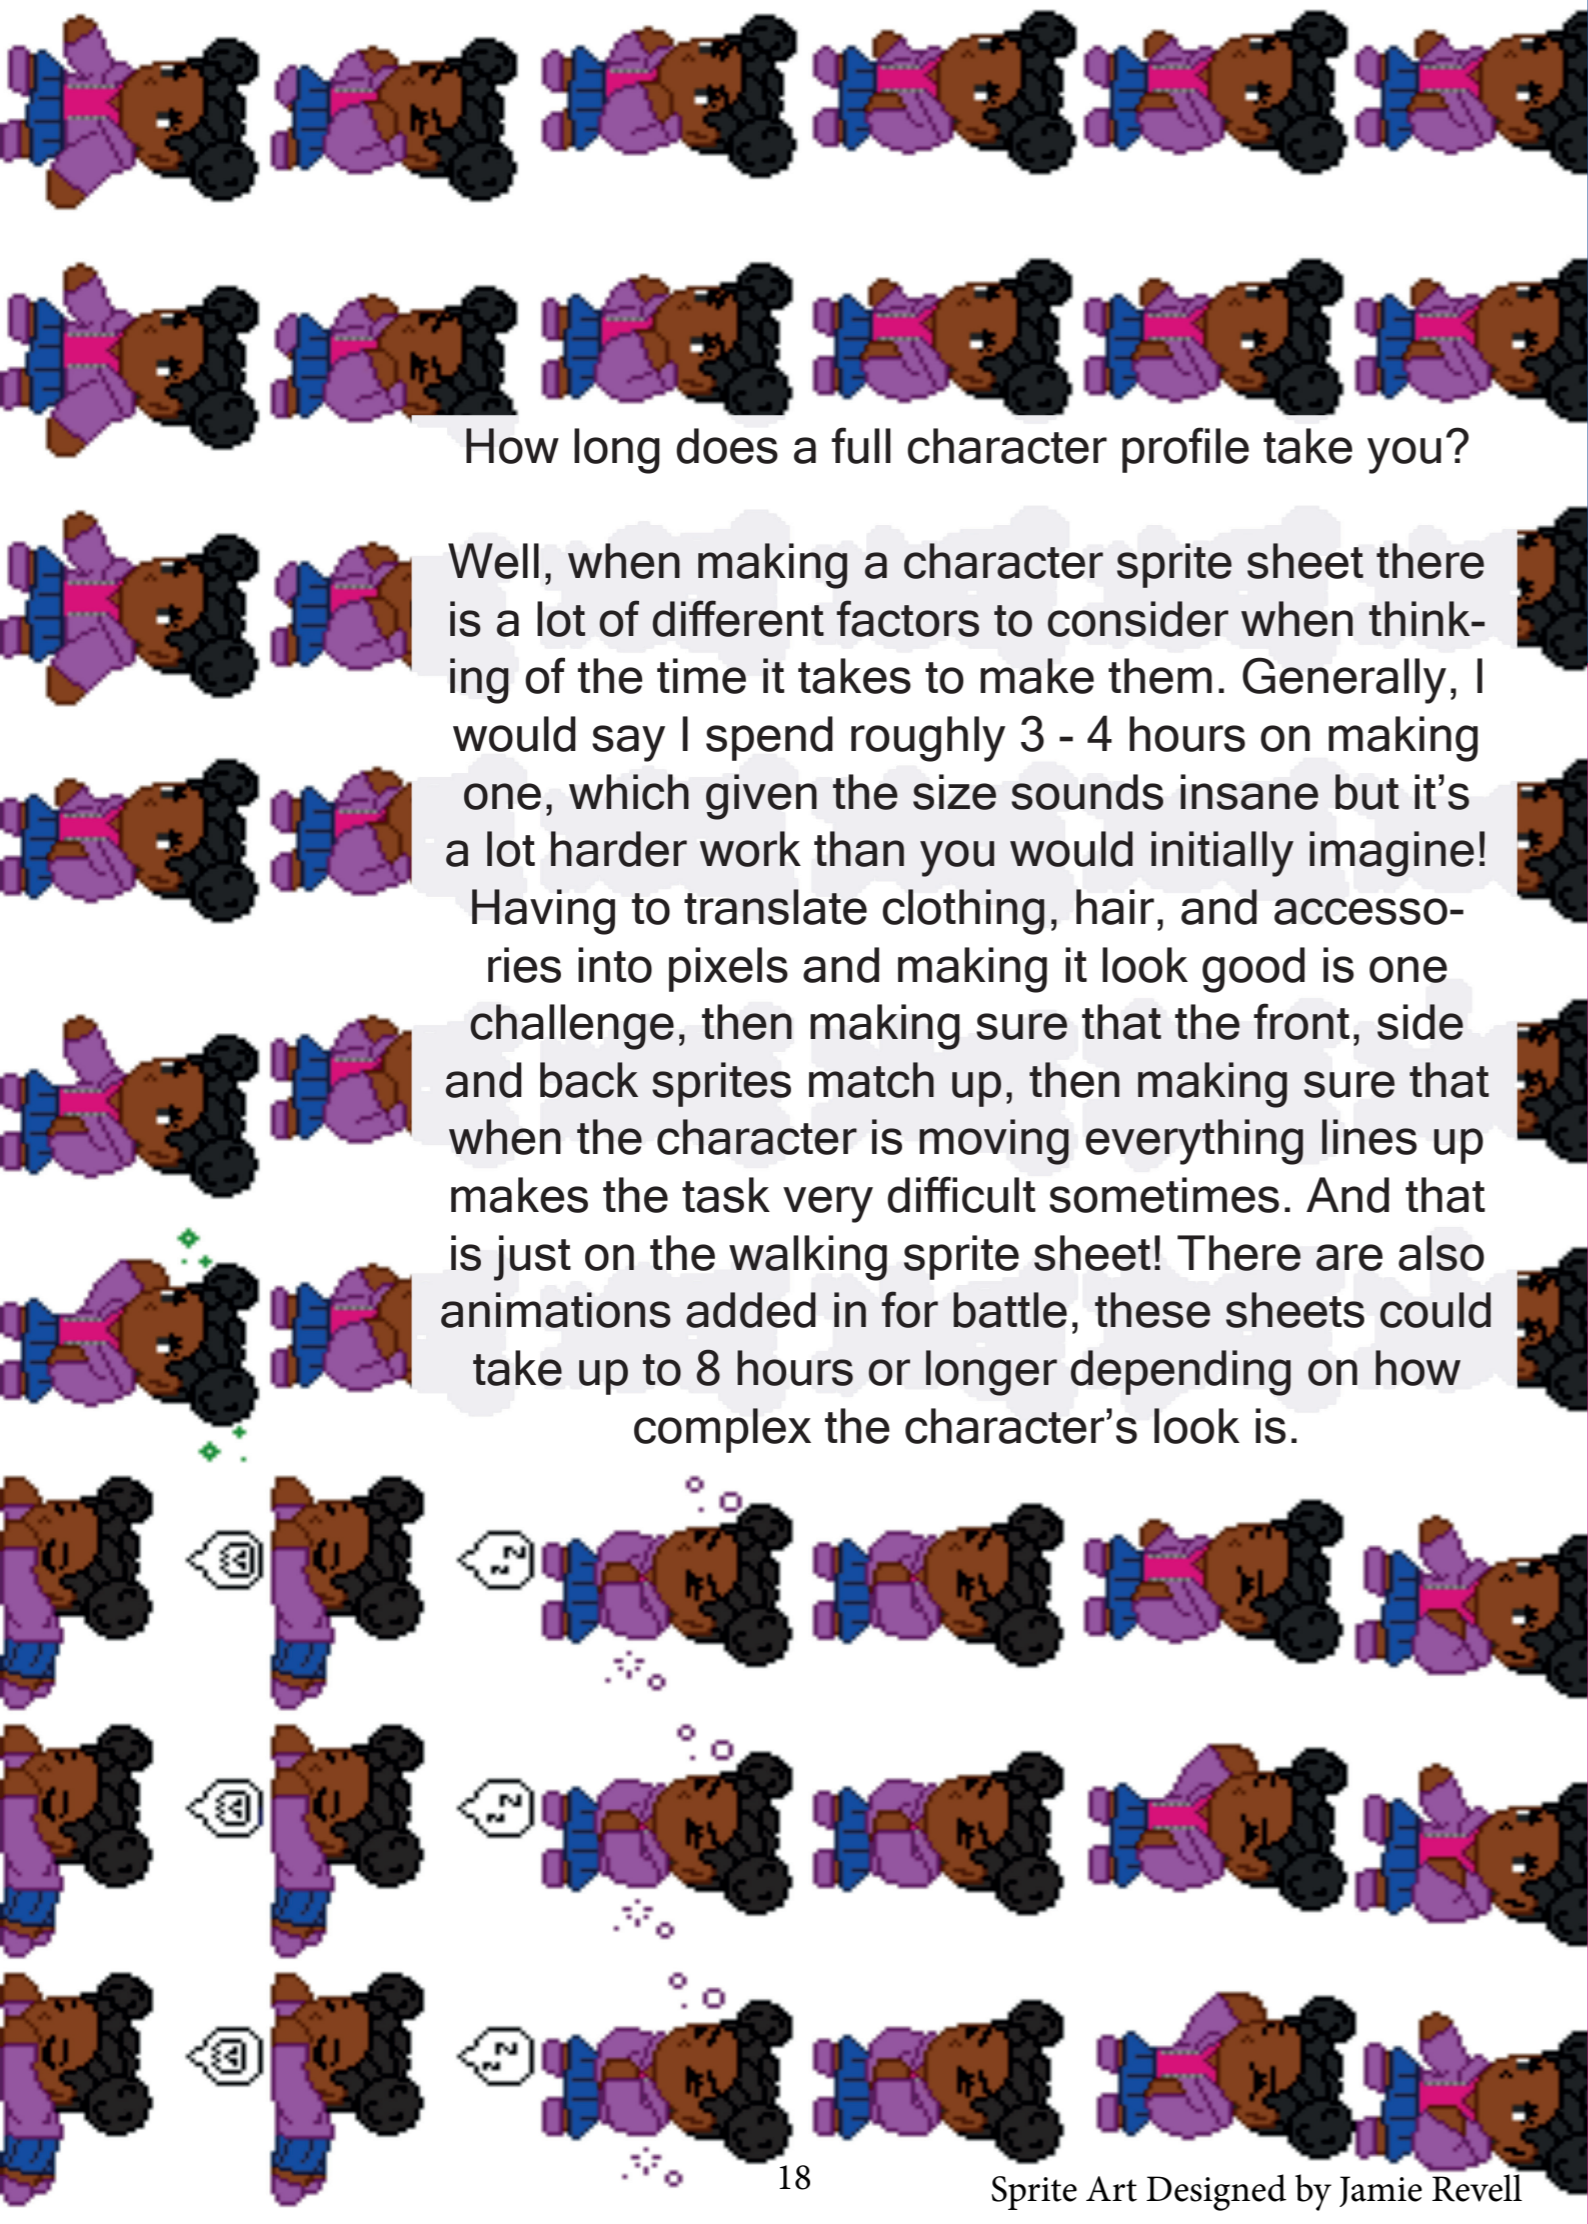 How long does a full character profile take you?
Well, when making a character sprite sheet there
is a lot of different factors to consider when think-
ing of the time it takes to make them. Generally, I
would say I spend roughly 3 - 4 hours on making
one, which given the size sounds insane but it's
a lot harder work than you would initially imagine!
Having to translate clothing, hair, and accesso-
ries into pixels and making it look good is one
challenge, then making sure that the front, side
and back sprites match up, then making sure that
when the character is moving everything lines up
makes the task very difficult sometimes. And that
is just on the walking sprite sheet! There are also
animations added in for battle, these sheets could
take up to 8 hours or longer depending on how
complex the character's look is.
z z
z z
z z
18
Sprite Art Designed by Jamie Revell